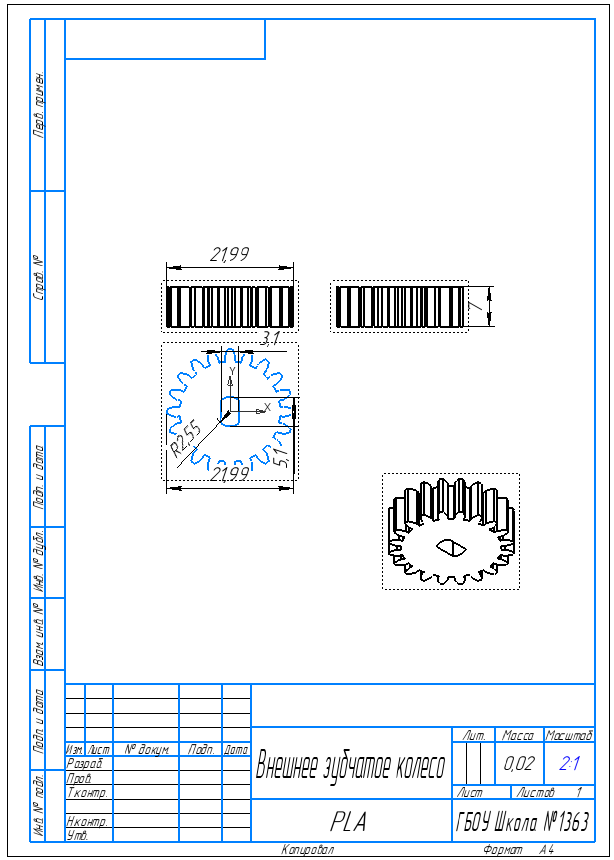 Перв. примен.
Справ. №
Подп. и дата
Инв. № дубл.
Взам. инв. №
Подп. и дата
Инв. № подл.
21,99
7
3,1
Y
X
R2,55
5,1
21,99
Изм. Лист № докум. Подп. Дата
Разраб.
Пров.
Т.контр.
Н.контр.
Утв.
Внешнее зубчатое колесо
Лит. Масса Масштаб
0,02 2:1
Лист Листов 1
PLA
ГБОУ Школа №1363
Копировал Формат А4